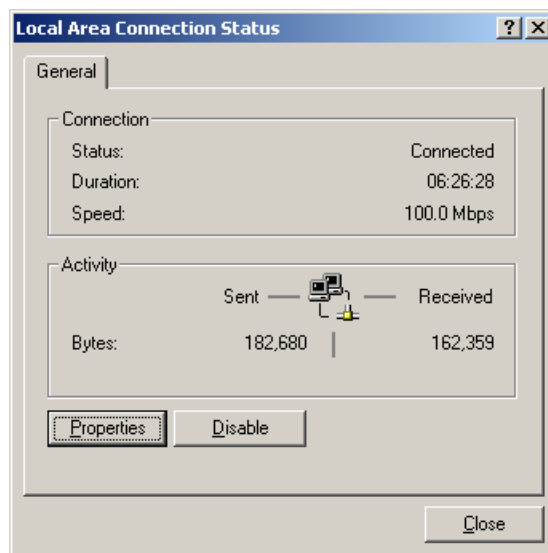 Local Area Connection Status
General
Connection
Status: Connected
Duration: 06:26:28
Speed: 100.0 Mbps
Activity
Sent Received
Bytes: 182,680 162,359
Properties Disable
Close